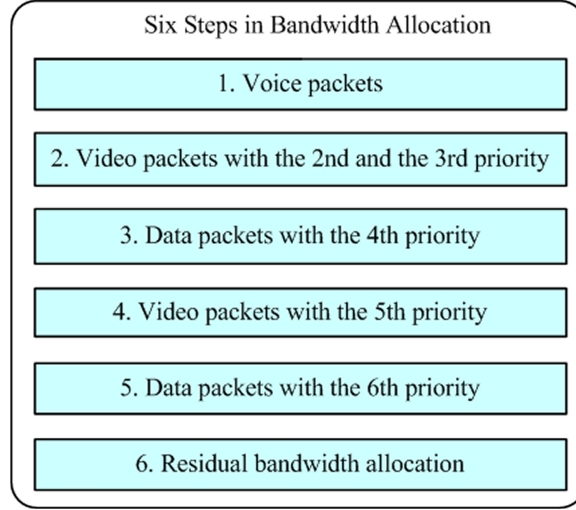 Six Steps in Bandwidth Allocation
1. Voice packets
2. Video packets with the 2nd and the 3rd priority
3. Data packets with the 4th priority
4. Video packets with the 5th priority
5. Data packets with the 6th priority
6. Residual bandwidth allocation